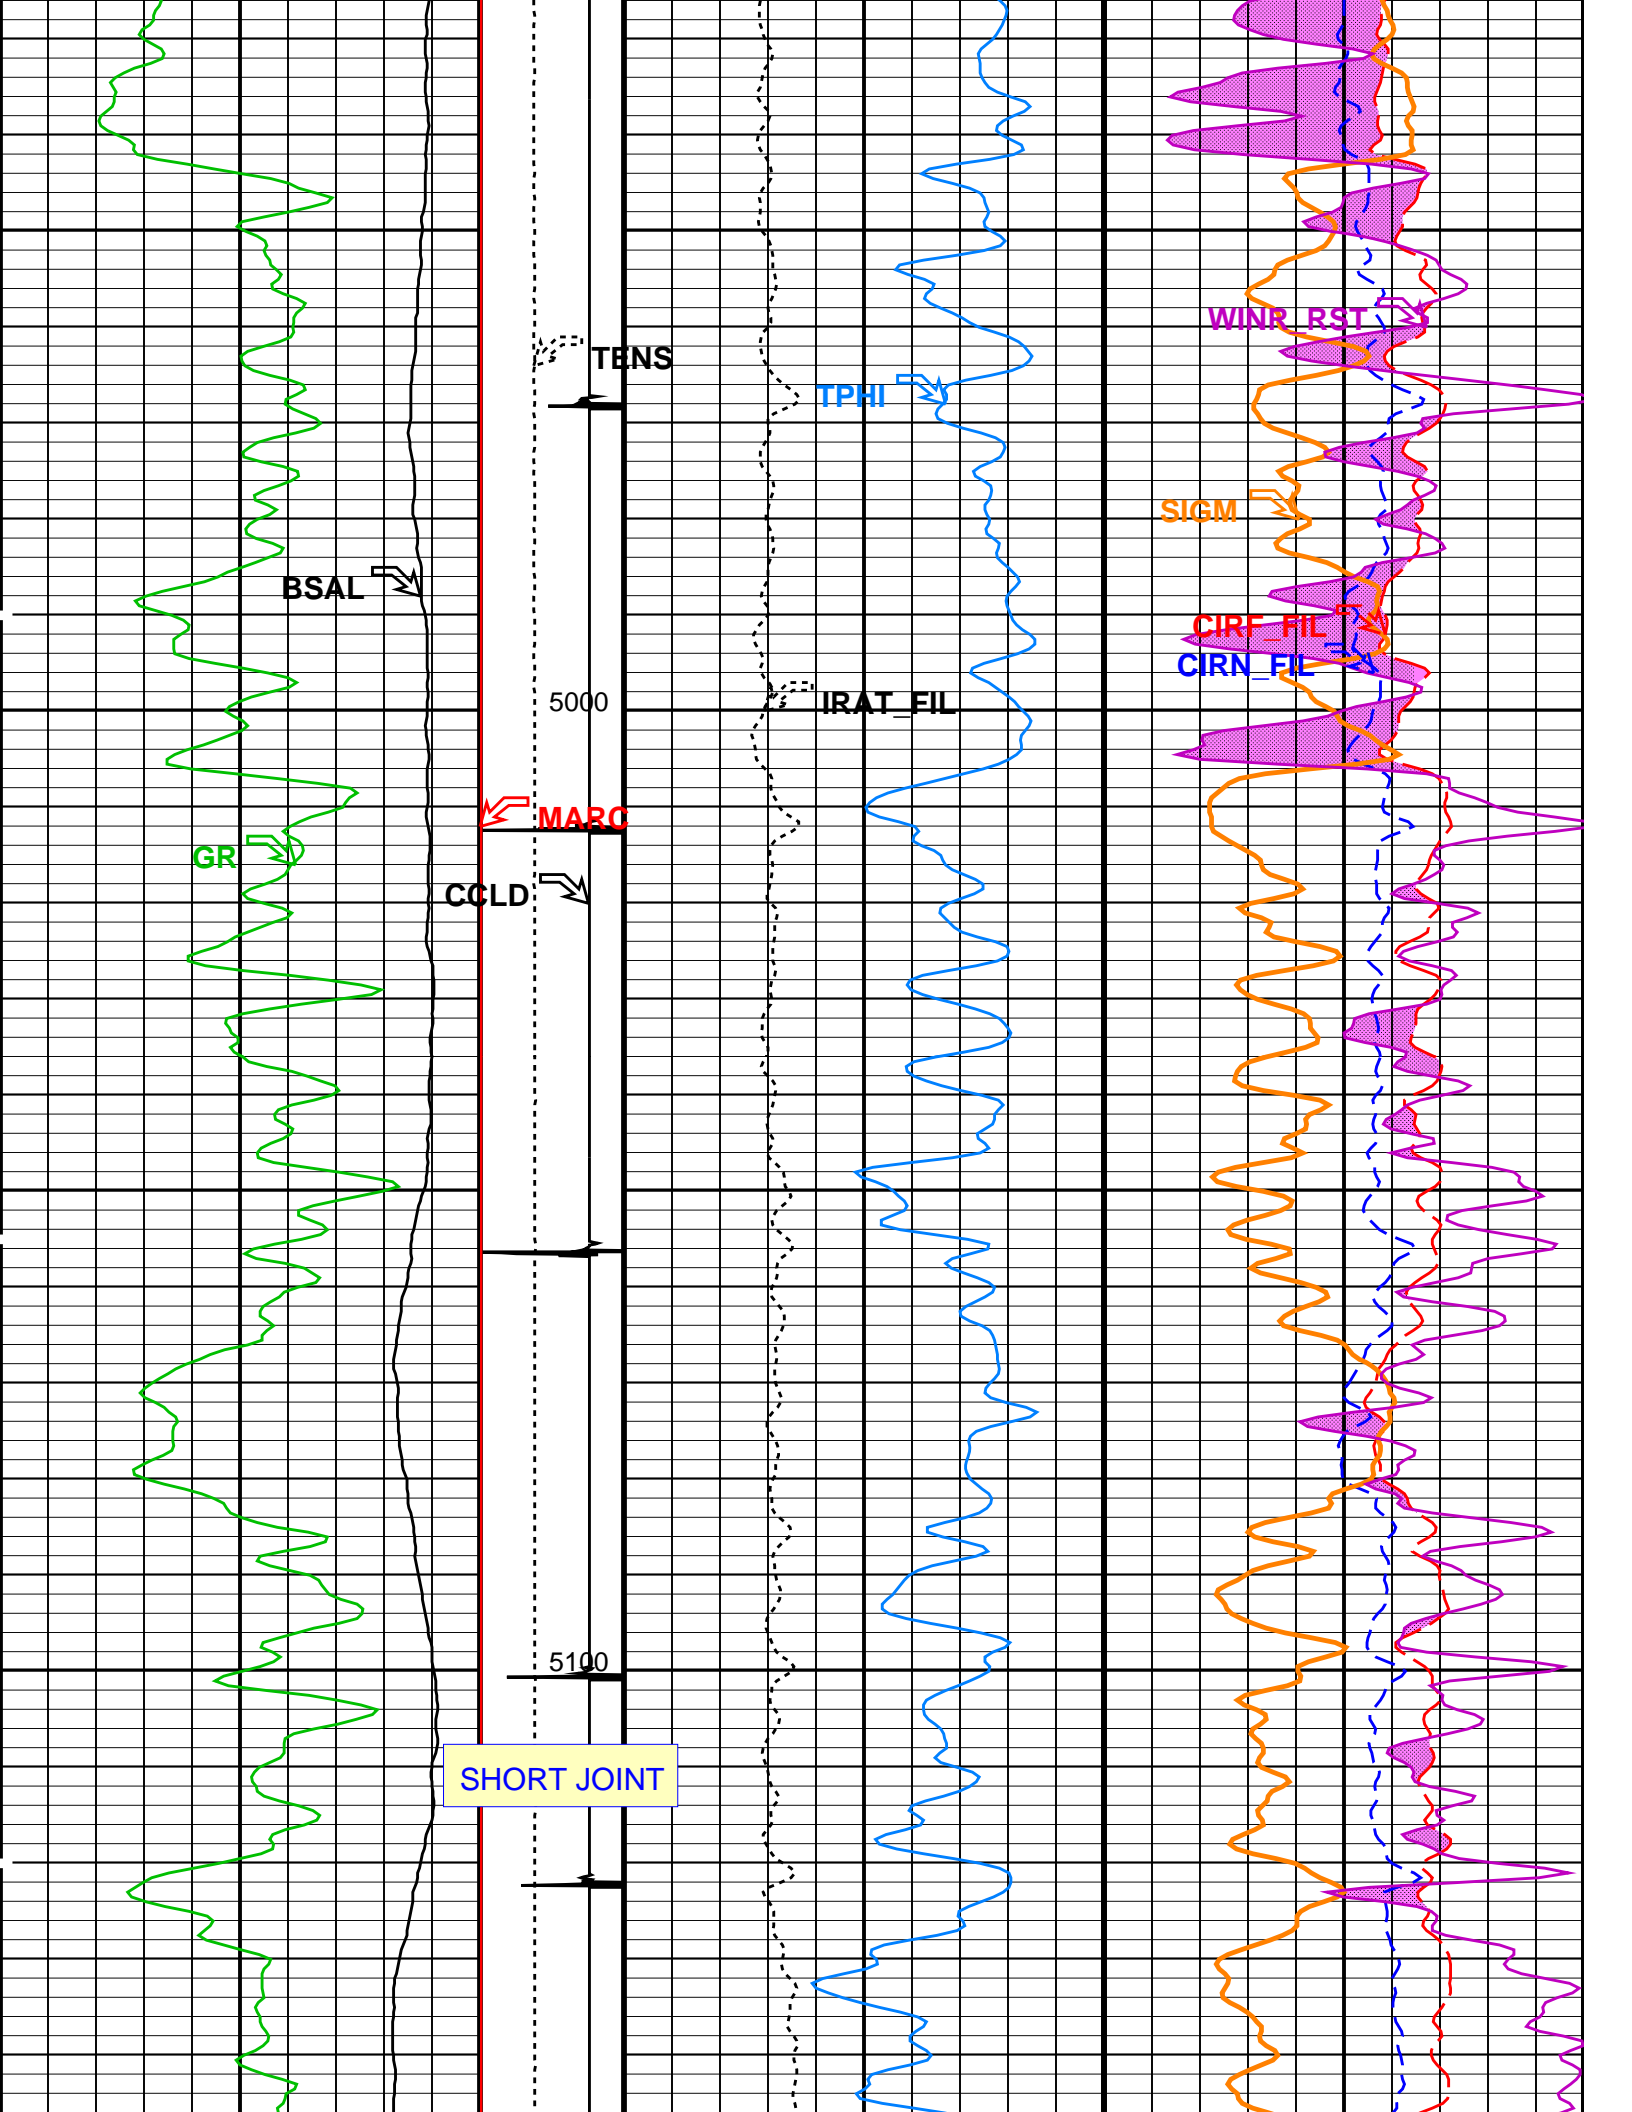 WINR_RST
TENS
TPHI
SIGM
BSAL
CIRF_FIL
CIRN_FIL
5000
IRAT_FIL
MARC
GR
CCLD
5100
SHORT JOINT